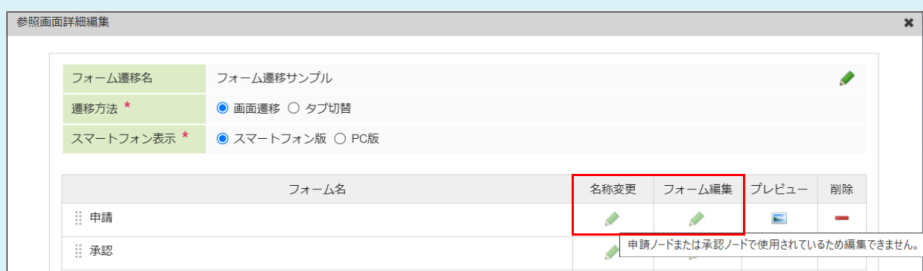 参照画面詳細編集
フォーム遷移名 フォーム遷移サンプル
遷移方法 * 画面遷移 タブ切替
スマートフォン表示 * スマートフォン版 PC版
フォーム名 名称変更 フォーム編集 プレビュー 削除
申請
申請ノードまたは承認ノードで使用されているため編集できません。
承認